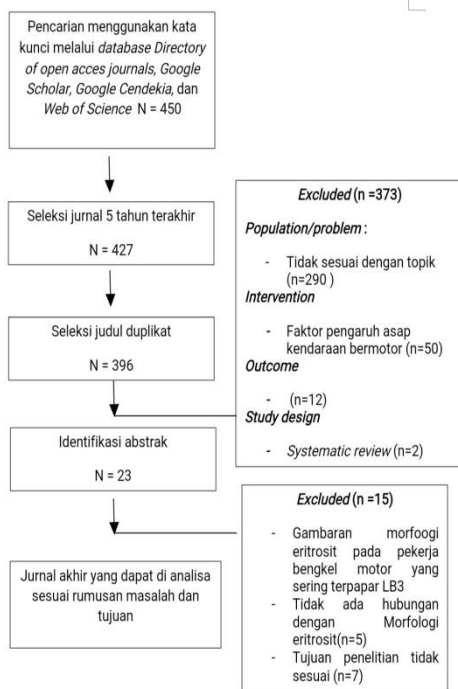 Pencarian menggunakan kata
kunci melalui database Directory
of open acces journals, Google
Scholar, Google Cendekia, dan
Web of Science N = 450
Seleksi jurnal 5 tahun terakhir
N = 427
Seleksi judul duplikat
N = 396
Excluded (n =373)
Population/problem :
- Tidak sesuai dengan topik
(n=290 )
Intervention
- Faktor pengaruh asap
kendaraan bermotor (n=50)
Outcome
- (n=12)
Study design
- Systematic review (n=2)
Identifikasi abstrak
N = 23
Excluded (n =15)
- Gambaran morfoogi
eritrosit pada pekerja
bengkel motor yang
sering terpapar LB3
- Tidak ada hubungan
dengan Morfologi
eritrosit(n=5)
- Tujuan penelitian tidak
sesuai (n=7)
Jurnal akhir yang dapat di analisa
sesuai rumusan masalah dan
tujuan